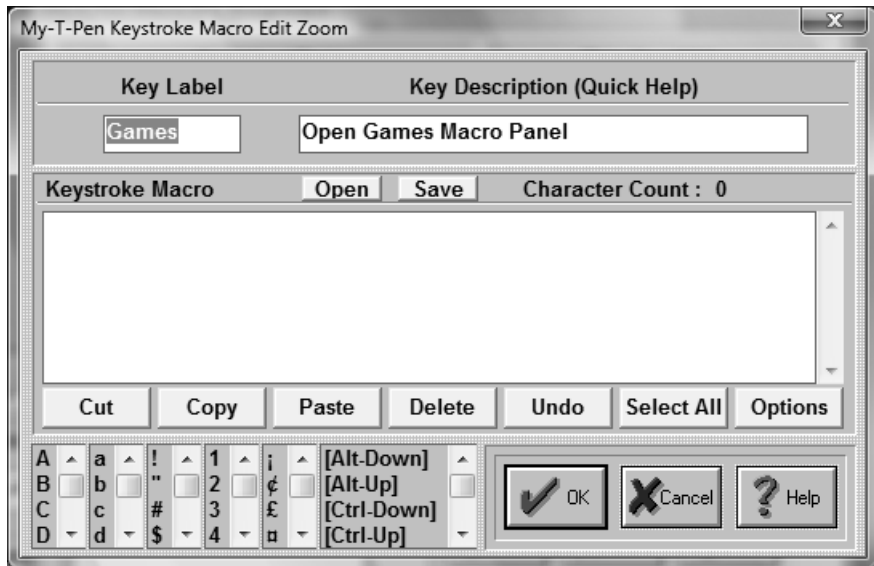 My-T-Pen Keystroke Macro Edit Zoom
Key Label Key Description (Quick Help)
Games Open Games Macro Panel
Keystroke Macro Open Save Character Count : 0
Cut Copy Paste Delete Undo Select All Options
A a ! 1 ¡ [Alt-Down]
B b " 2 ¢ [Alt-Up]
C c # 3 £ [Ctrl-Down]
D d $ 4 ¤ [Ctrl-Up]
OK Cancel Help